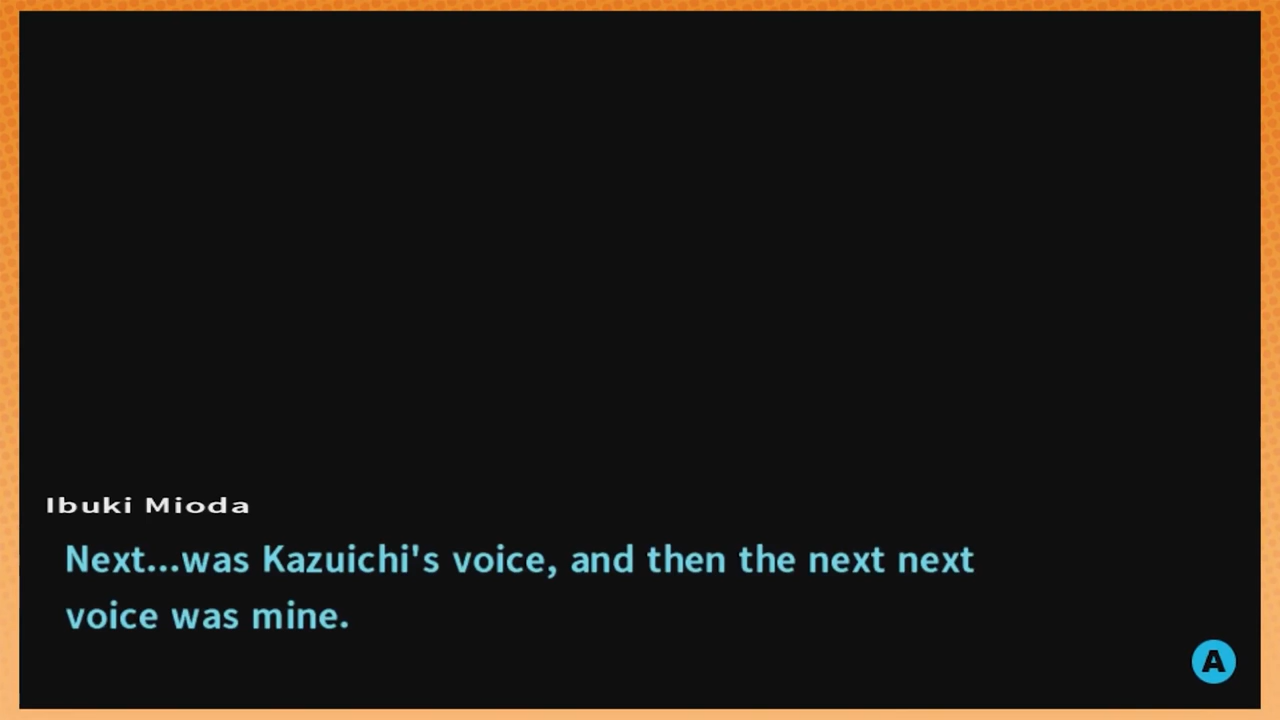 Ibuki Mioda
Next...was Kazuichi's voice, and then the next next
voice was mine.
A